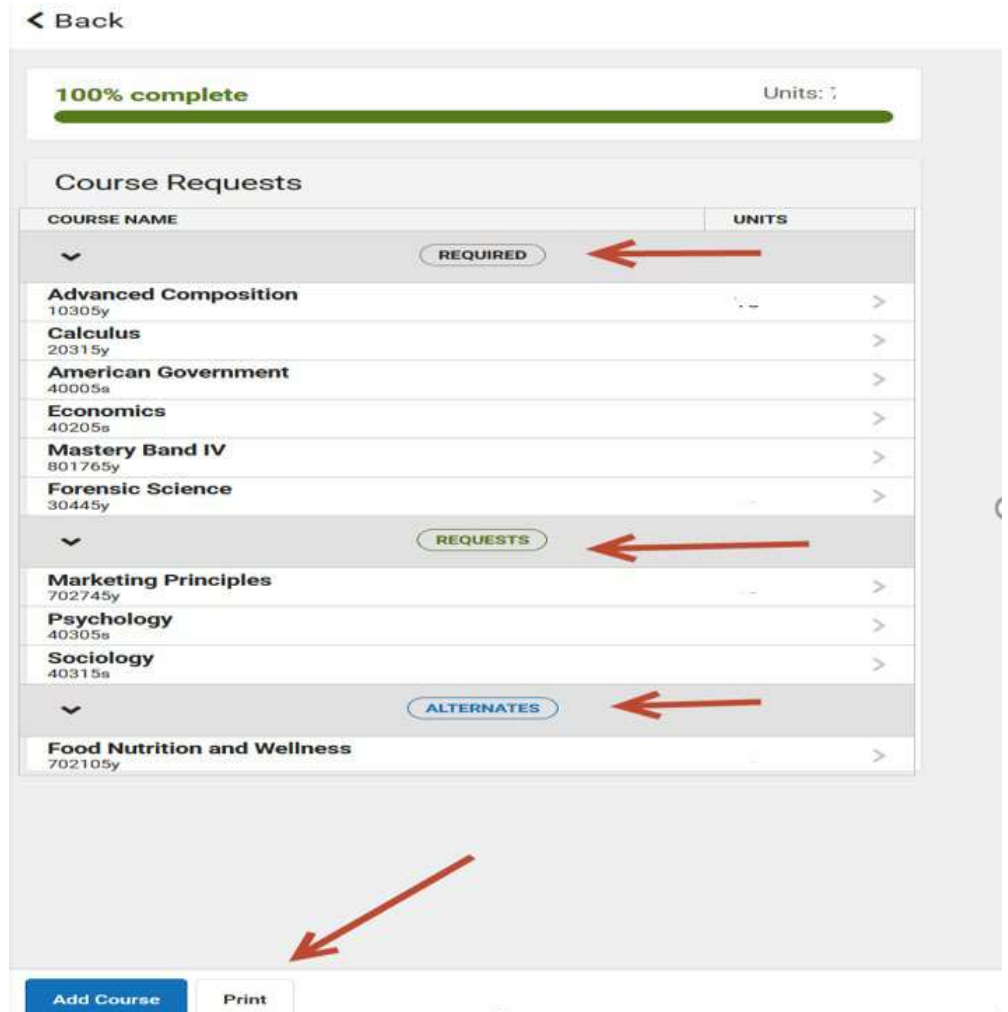 Back
100% complete
Units:
Course Requests
COURSE NAME UNITS
REQUIRED
Advanced Composition
10305y
Calculus
20315y
American Government
40005s
Economics
40205s
Mastery Band IV
801765y
Forensic Science
30445y
REQUESTS
Marketing Principles
702745y
Psychology
40305s
Sociology
40315s
ALTERNATES
Food Nutrition and Wellness
702105y
Add Course Print